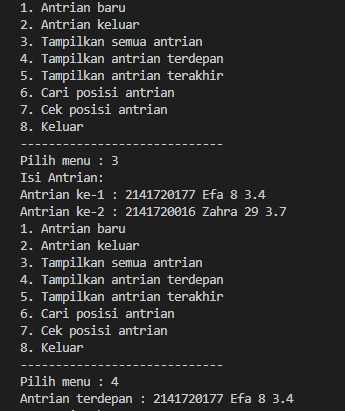 1. Antrian baru
2. Antrian keluar
3. Tampilkan semua antrian
4. Tampilkan antrian terdepan
5. Tampilkan antrian terakhir
6. Cari posisi antrian
7. Cek posisi antrian
8. Keluar
-----------------------------
Pilih menu : 3
Isi Antrian:
Antrian ke-1 : 2141720177 Efa 8 3.4
Antrian ke-2 : 2141720016 Zahra 29 3.7
1. Antrian baru
2. Antrian keluar
3. Tampilkan semua antrian
4. Tampilkan antrian terdepan
5. Tampilkan antrian terakhir
6. Cari posisi antrian
7. Cek posisi antrian
8. Keluar
-----------------------------
Pilih menu : 4
Antrian terdepan : 2141720177 Efa 8 3.4